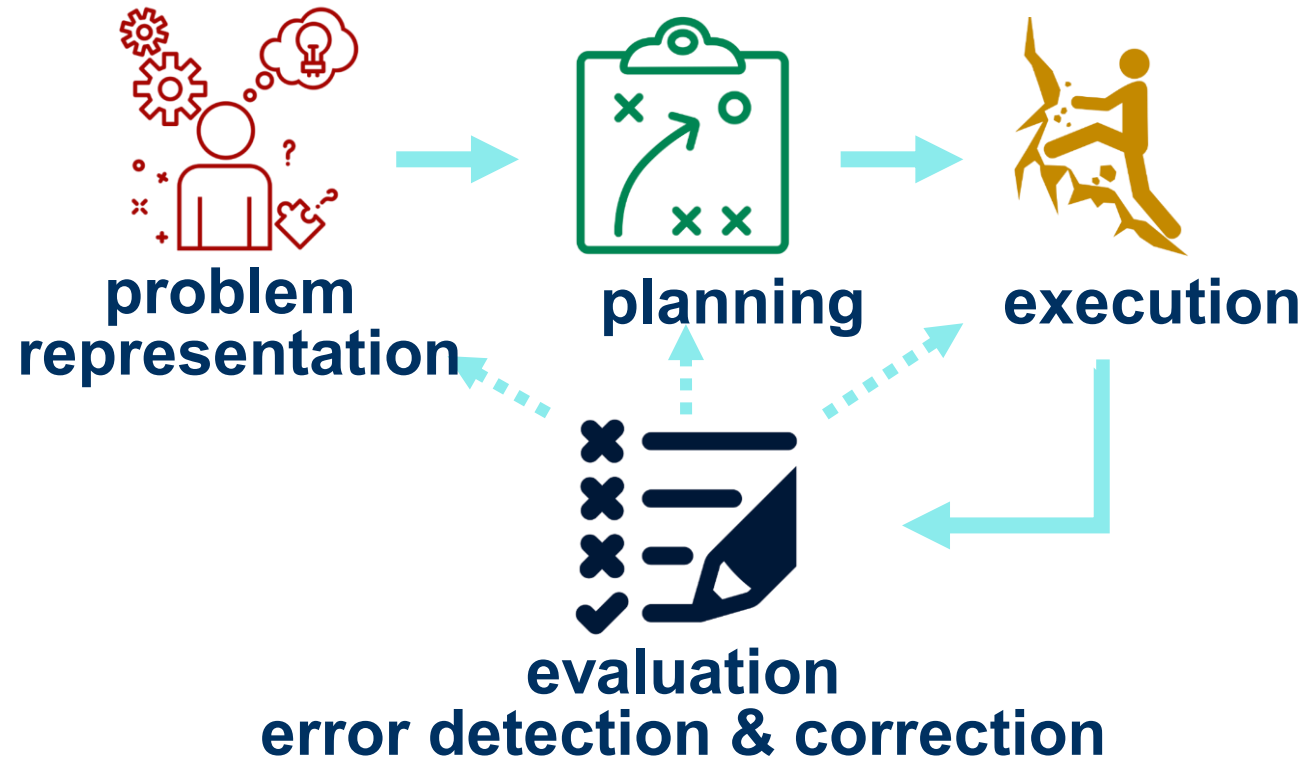 problem
representation
planning
execution
evaluation
error detection & correction